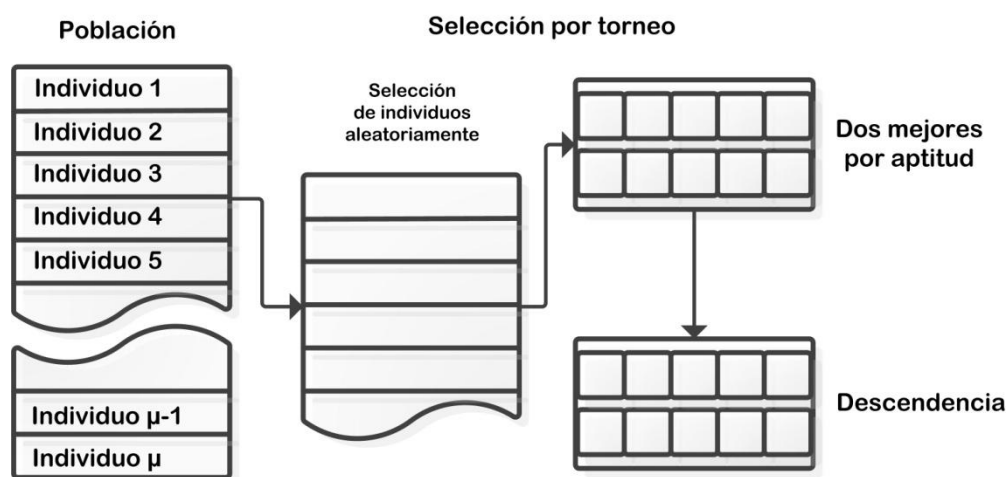 Población
Individuo 1
Individuo 2
Individuo 3
Individuo 4
Individuo 5
Individuo µ-1
Individuo µ
Selección por torneo
Selección
de individuos
aleatoriamente
Dos mejores
por aptitud
Descendencia